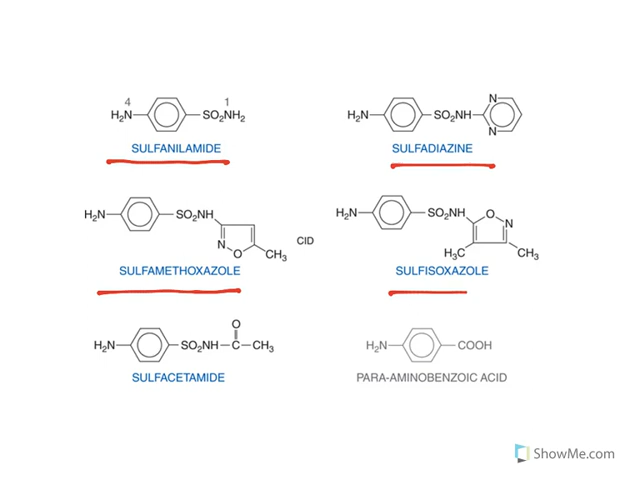 4 1
H₂N SO₂NH₂
SULFANILAMIDE
H₂N SO₂NH N N
SULFADIAZINE
H₂N SO₂NH N O CH₃
SULFAMETHOXAZOLE
CID
H₂N SO₂NH O N H₃C CH₃
SULFISOXAZOLE
O
H₂N SO₂NH C CH₃
SULFACETAMIDE
H₂N COOH
PARA-AMINOBENZOIC ACID
ShowMe.com